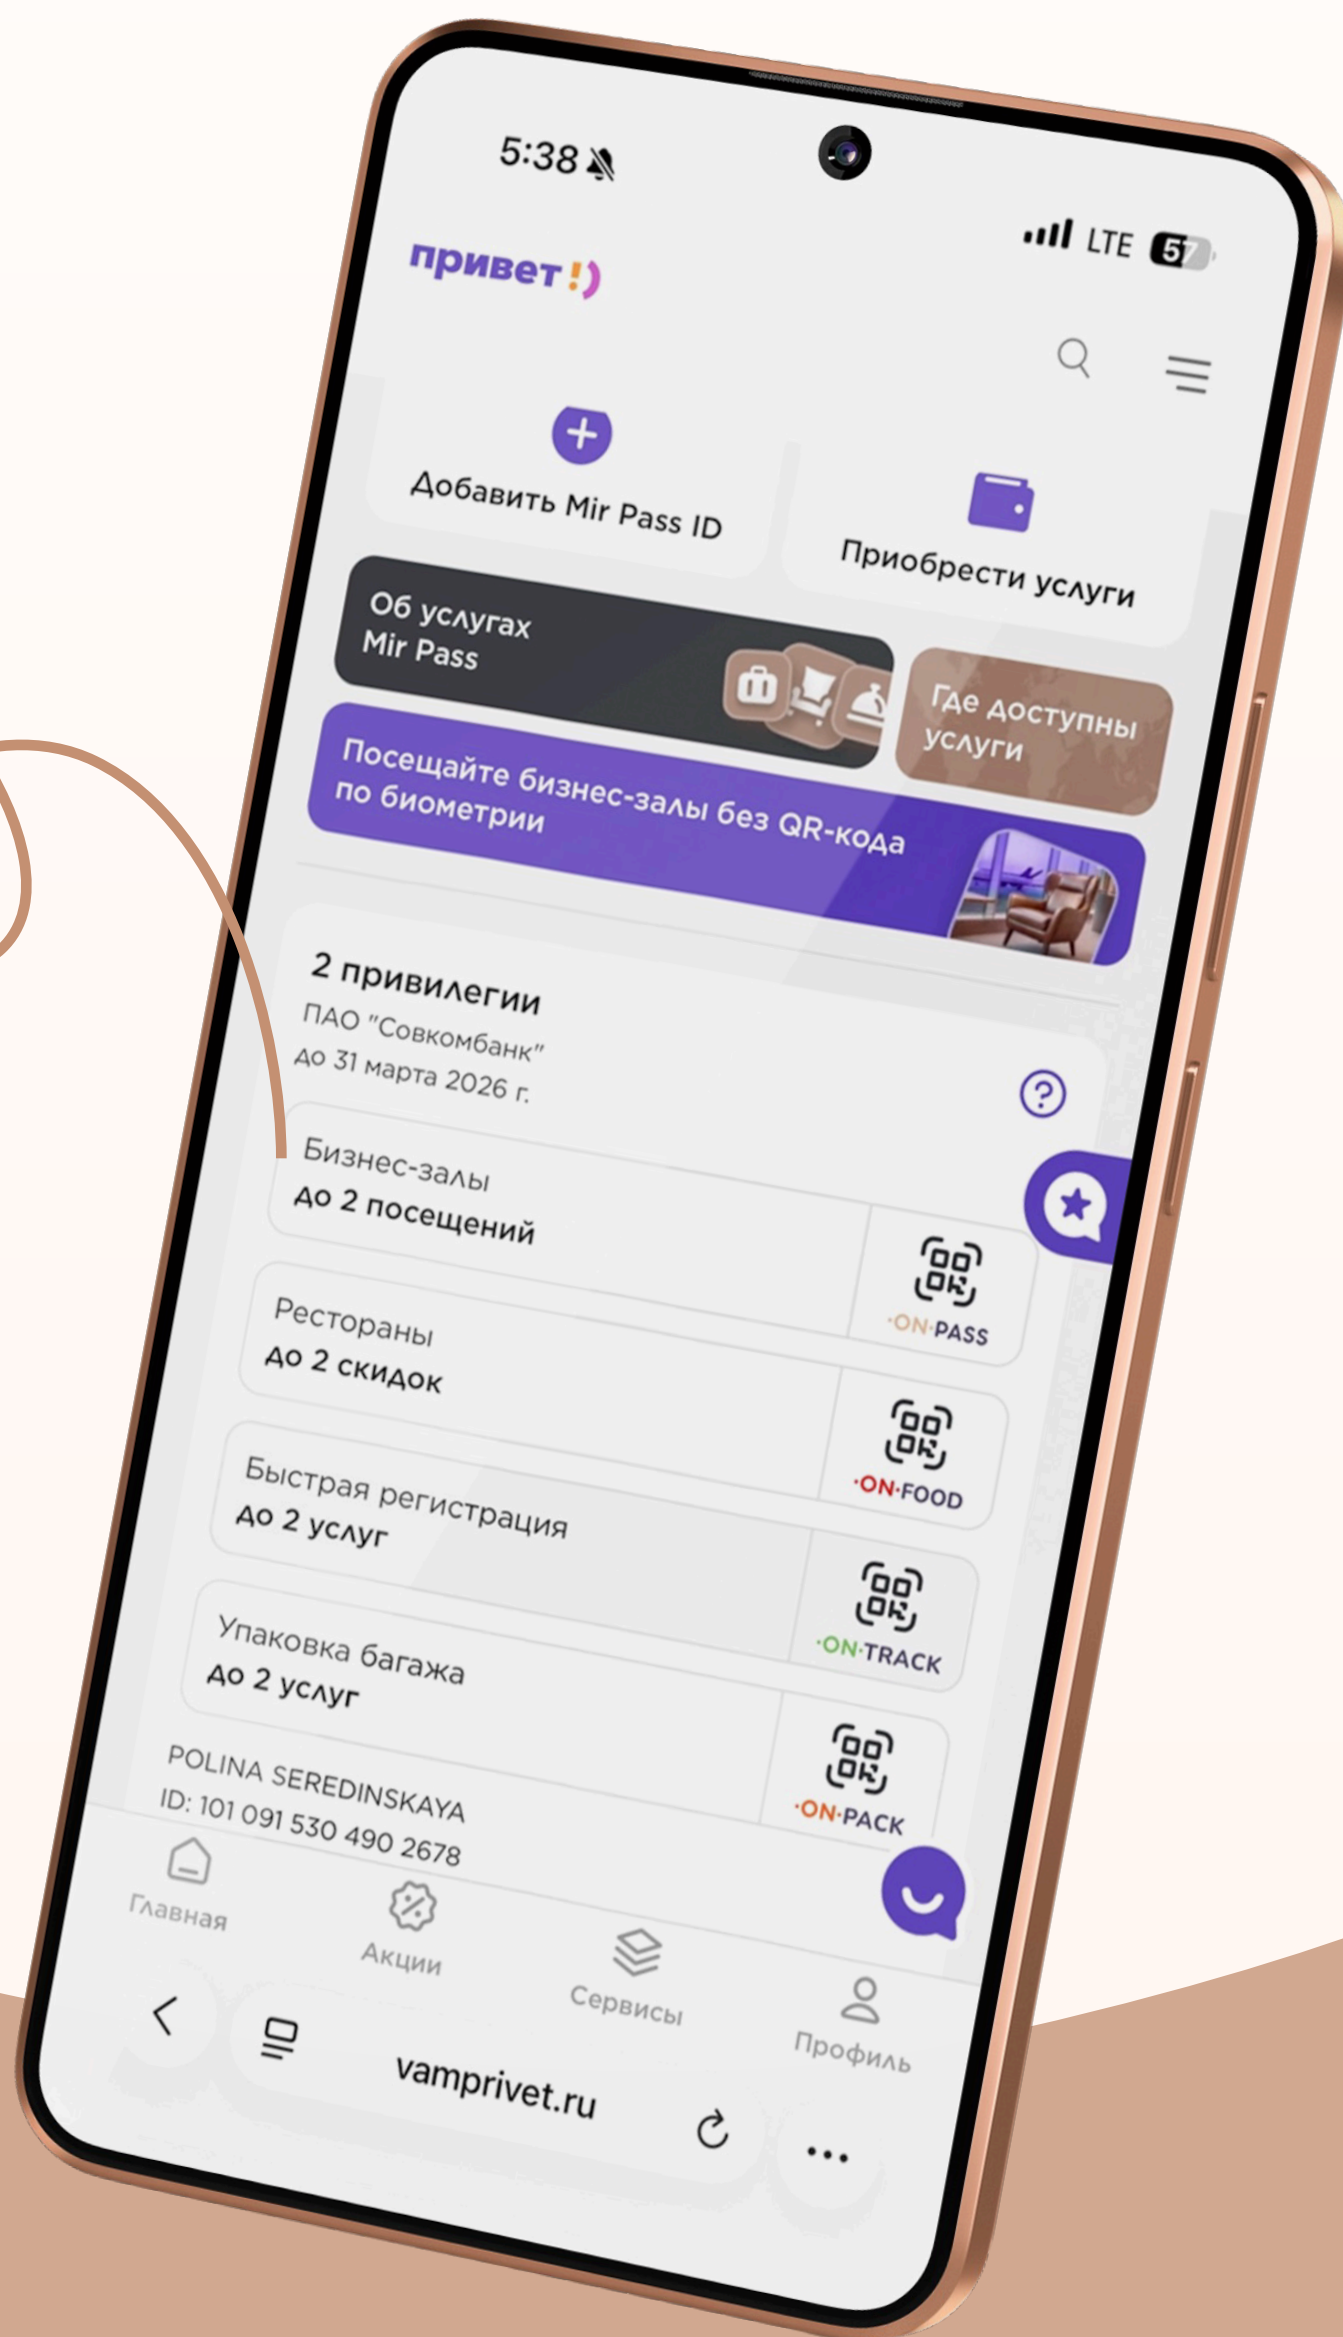 5:38
LTE 57
привет!)
Добавить Mir Pass ID
Приобрести услуги
Об услугах
Mir Pass
Где доступны
услуги
Посещайте бизнес-залы без QR-кода
по биометрии
2 привилегии
ПАО "Совкомбанк"
до 31 марта 2026 г.
Бизнес-залы
до 2 посещений
·ON·PASS
Рестораны
до 2 скидок
·ON·FOOD
Быстрая регистрация
до 2 услуг
·ON·TRACK
Упаковка багажа
до 2 услуг
·ON·PACK
POLINA SEREDINSKAYA
ID: 101 091 530 490 2678
Главная
Акции
Сервисы
Профиль
vamprivet.ru